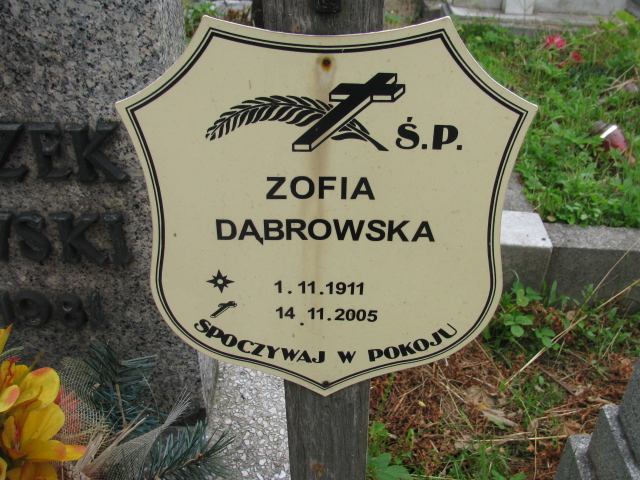 Ś.P.
ZOFIA
DĄBROWSKA
1.11.1911
14.11.2005
SPOCZYWAJ W POKOJU